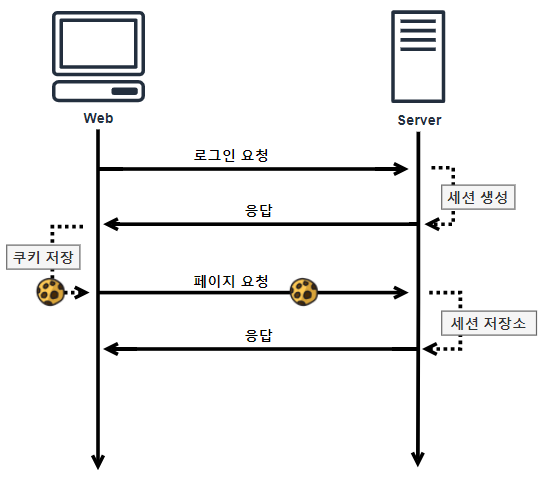 Web
Server
로그인 요청
세션 생성
응답
쿠키 저장
페이지 요청
세션 저장소
응답